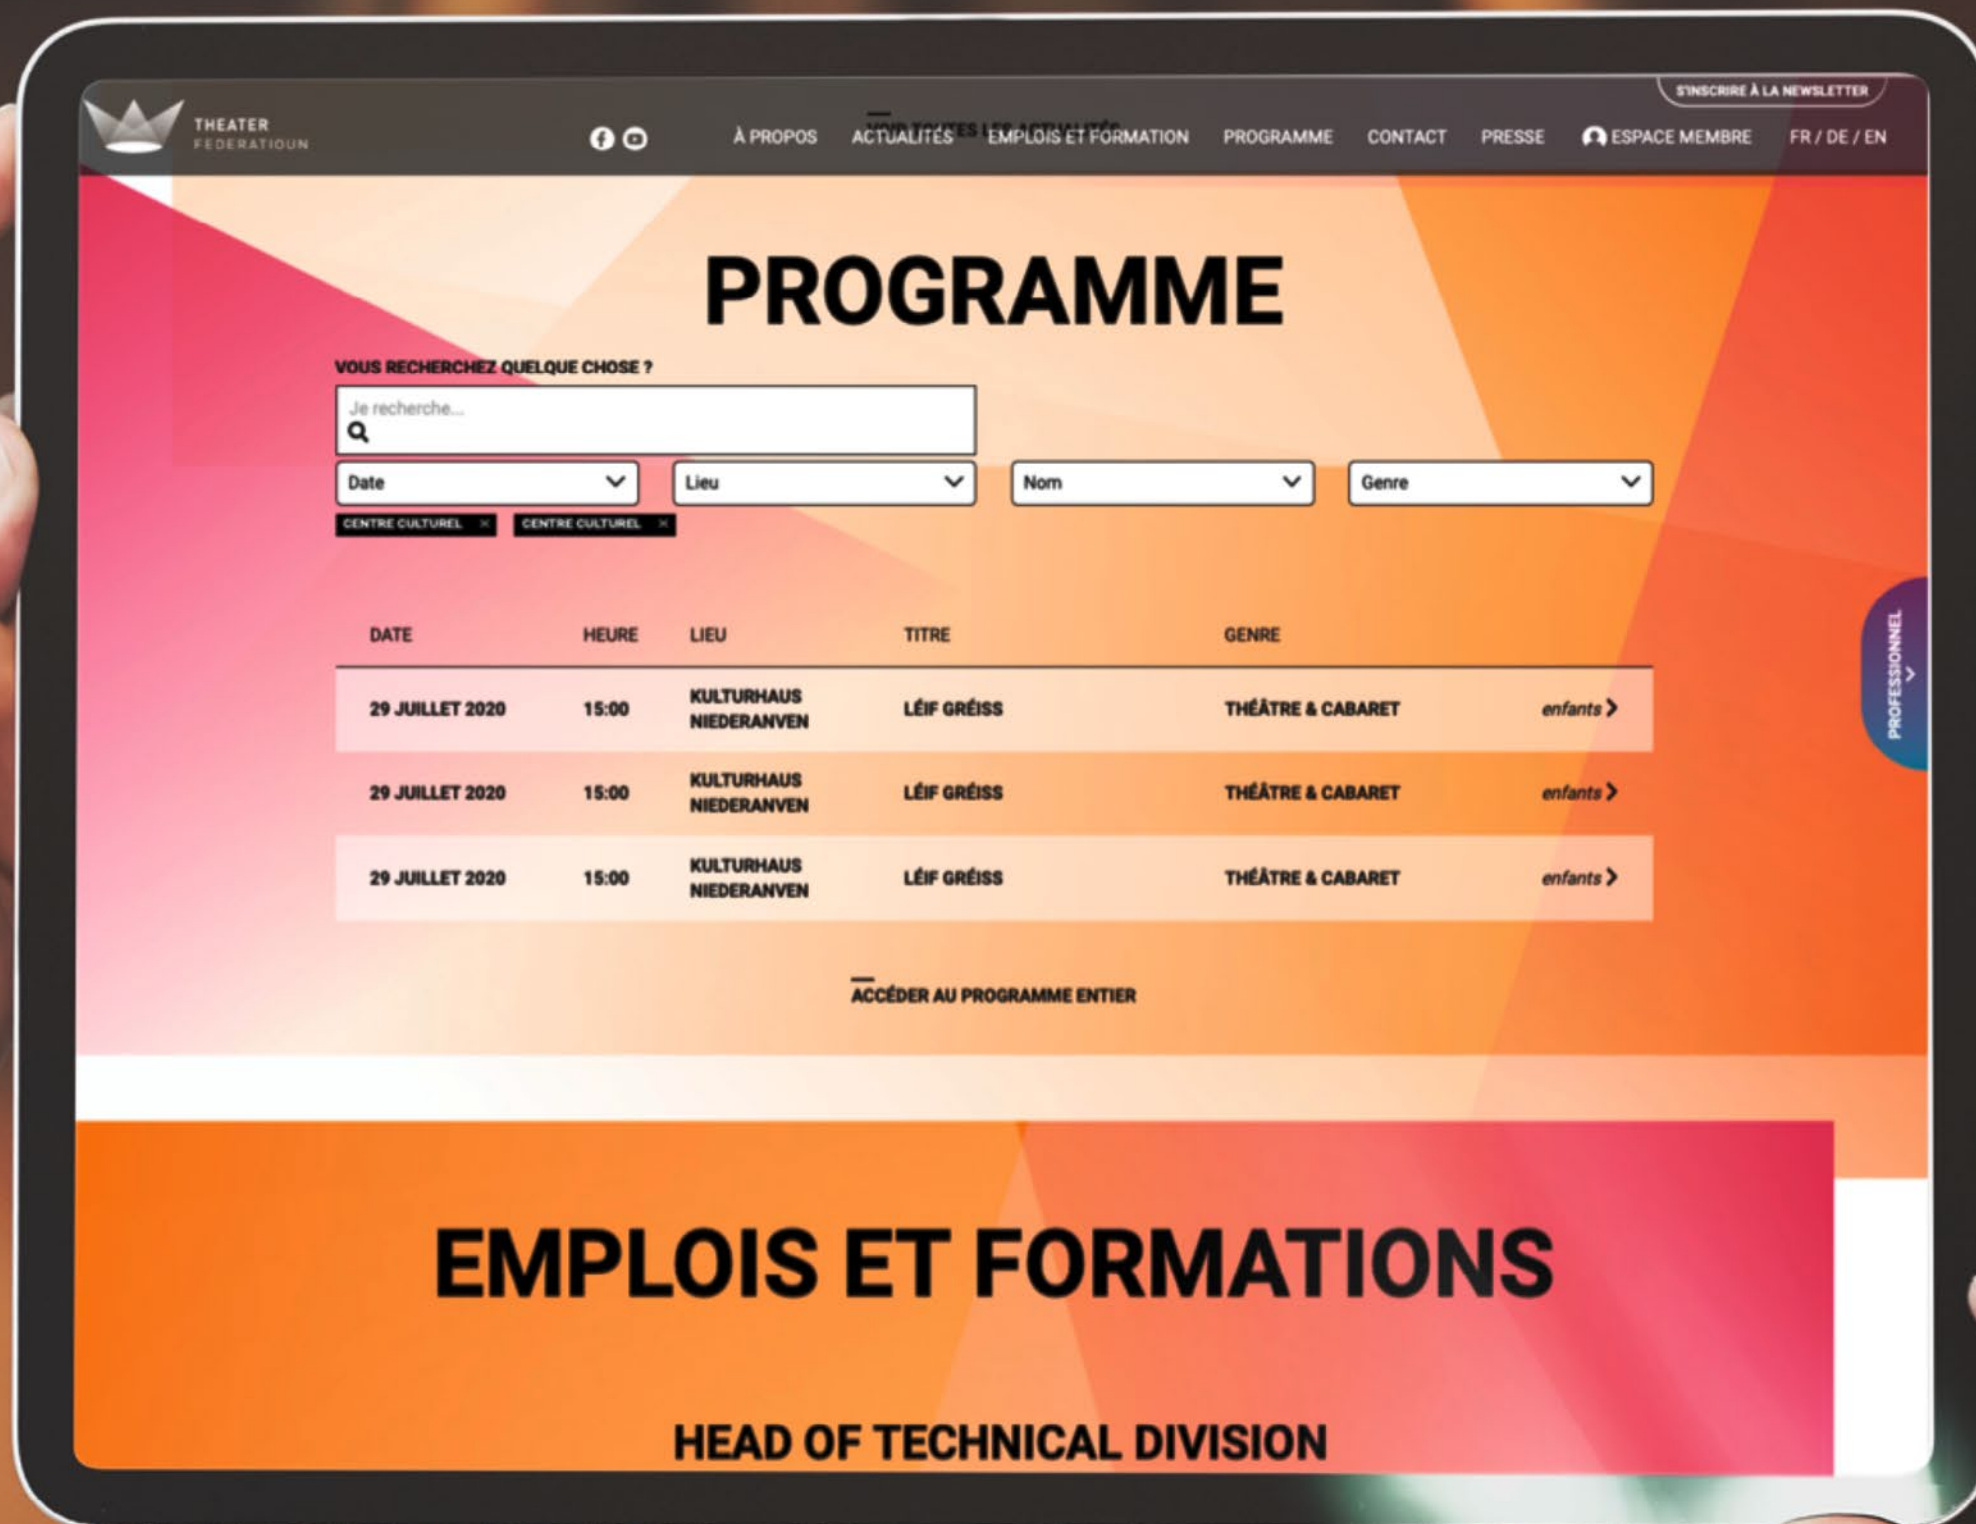 S'INSCRIRE À LA NEWSLETTER
THEATER
FEDERATIOUN
VOIR TOUTES LES ACTUALITÉS
À PROPOS ACTUALITÉS EMPLOIS ET FORMATION PROGRAMME CONTACT PRESSE ESPACE MEMBRE FR / DE / EN
PROGRAMME
VOUS RECHERCHEZ QUELQUE CHOSE ?
Je recherche...
Date Lieu Nom Genre
CENTRE CULTUREL × CENTRE CULTUREL ×
DATE HEURE LIEU TITRE GENRE
29 JUILLET 2020 15:00 KULTURHAUS NIEDERANVEN LÉIF GRÉISS THÉÂTRE & CABARET enfants
29 JUILLET 2020 15:00 KULTURHAUS NIEDERANVEN LÉIF GRÉISS THÉÂTRE & CABARET enfants
29 JUILLET 2020 15:00 KULTURHAUS NIEDERANVEN LÉIF GRÉISS THÉÂTRE & CABARET enfants
PROFESSIONNEL
ACCÉDER AU PROGRAMME ENTIER
EMPLOIS ET FORMATIONS
HEAD OF TECHNICAL DIVISION